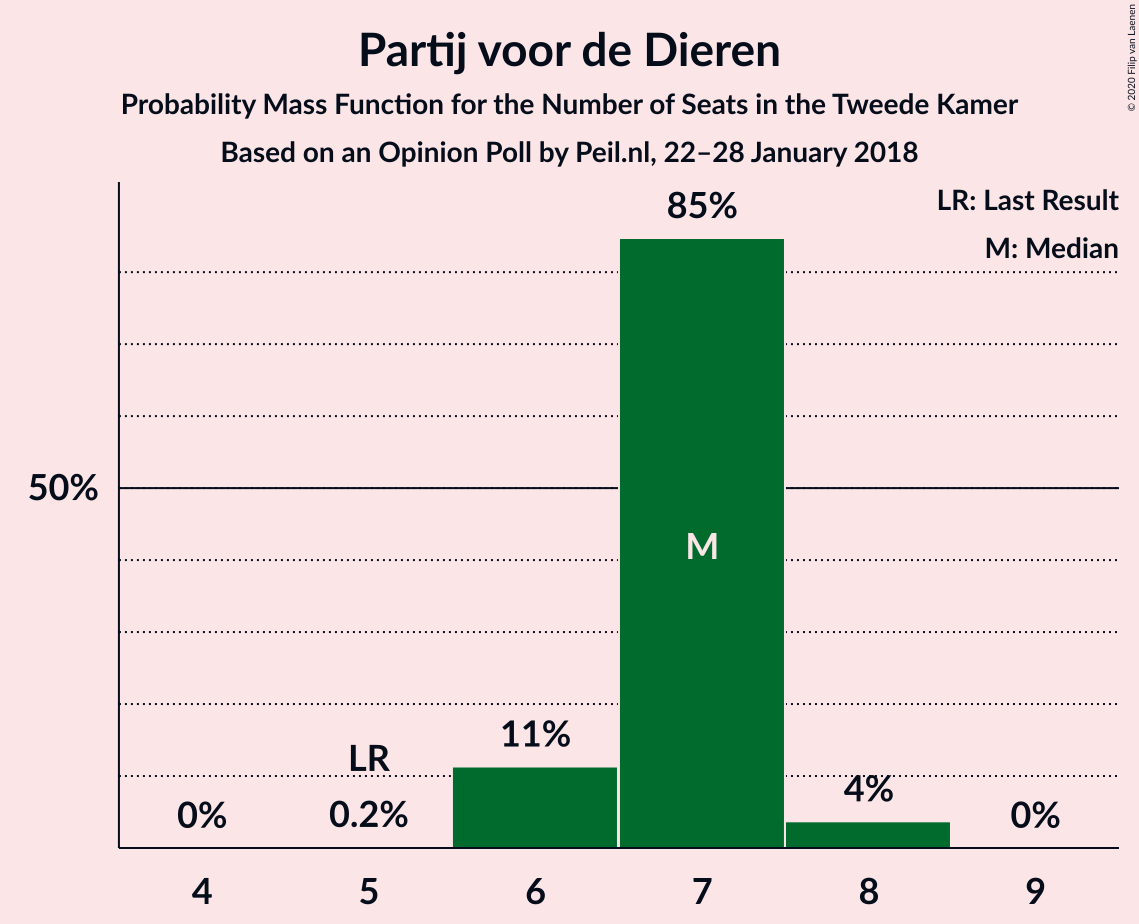 Partij voor de Dieren
Probability Mass Function for the Number of Seats in the Tweede Kamer
Based on an Opinion Poll by Peil.nl, 22–28 January 2018
© 2020 Filip van Laenen
LR: Last Result
M: Median
85%
50%
M
11%
LR
4%
0%
0.2%
0%
4
5
6
7
8
9